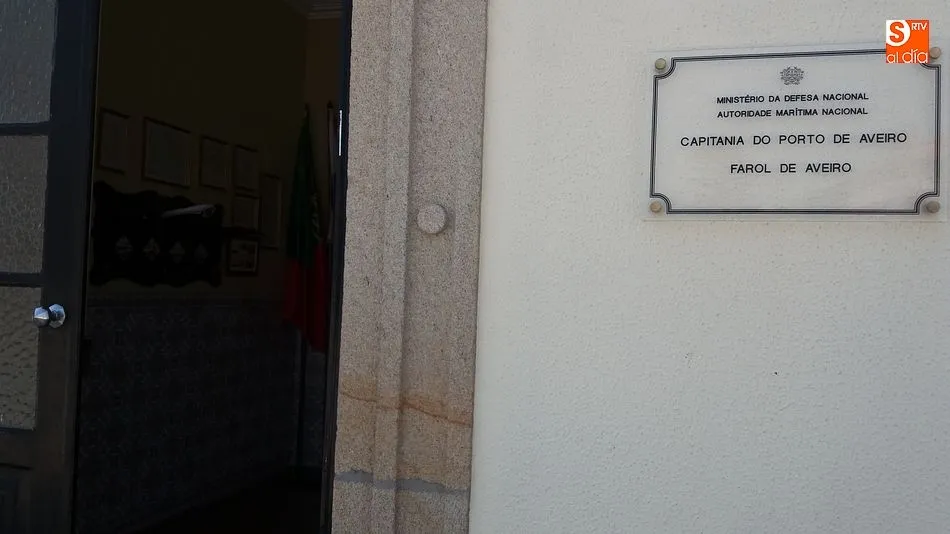 S RTV
aL día
MINISTÉRIO DA DEFESA NACIONAL
AUTORIDADE MARÍTIMA NACIONAL
CAPITANIA DO PORTO DE AVEIRO
FAROL DE AVEIRO